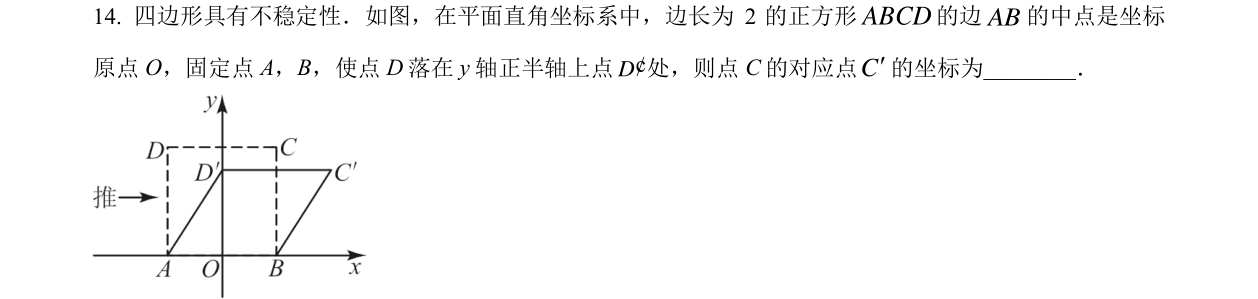 14. 四边形具有不稳定性．如图，在平面直角坐标系中，边长为 2 的正方形 ABCD 的边 AB 的中点是坐标
原点 O，固定点 A，B，使点 D 落在 y 轴正半轴上点 D¢处，则点 C 的对应点 C′ 的坐标为________．
y
D C
D′ C′
推
A O B x